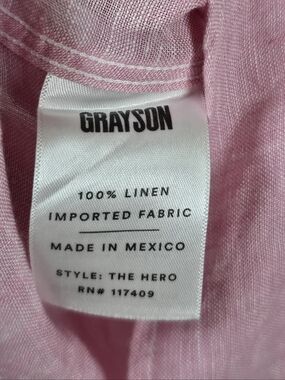 GRAYSON
100% LINEN
IMPORTED FABRIC
MADE IN MEXICO
STYLE: THE HERO
RN# 117409